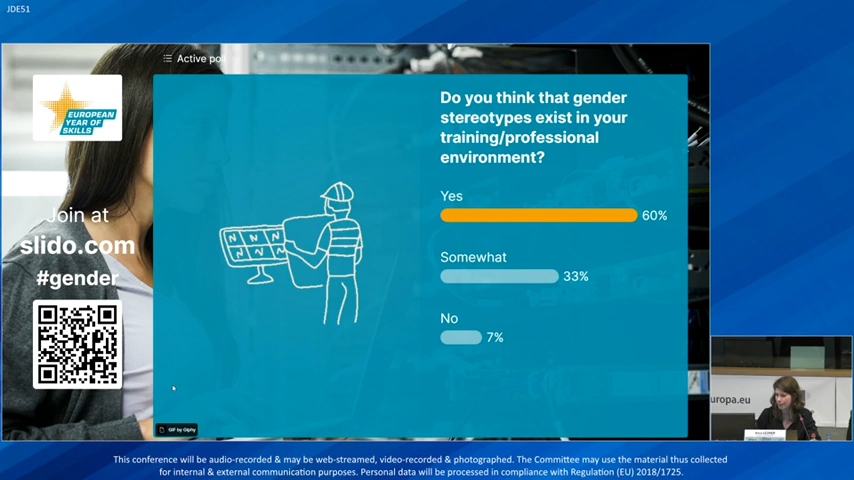 JDE51
Active poll
EUROPEAN
YEAR OF
SKILLS
Join at
slido.com
#gender
Do you think that gender
stereotypes exist in your
training/professional
environment?
Yes
60%
Somewhat
33%
No
7%
GIF by Giphy
uropa.eu
This conference will be audio-recorded & may be web-streamed, video-recorded & photographed. The Committee may use the material thus collected
for internal & external communication purposes. Personal data will be processed in compliance with Regulation (EU) 2018/1725.